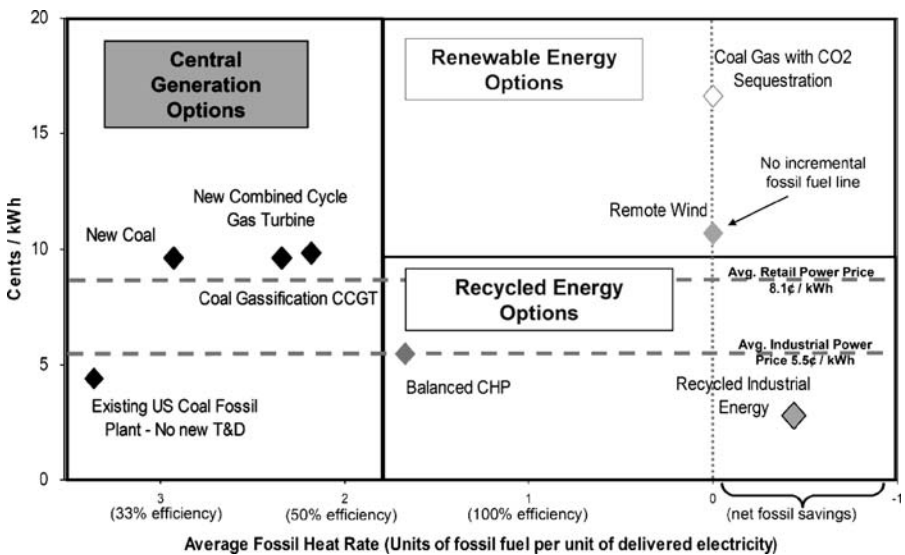 20
15
10
5
0
Cents / kWh
Central
Generation
Options
Renewable Energy
Options
Coal Gas with CO2
Sequestration
No incremental
fossil fuel line
Remote Wind
New Combined Cycle
Gas Turbine
New Coal
Coal Gassification CCGT
Recycled Energy
Options
Avg. Retail Power Price
8.1¢ / kWh
Avg. Industrial Power
Price 5.5¢ / kWh
Balanced CHP
Recycled Industrial
Energy
Existing US Coal Fossil
Plant - No new T&D
3
2
1
0
-1
(33% efficiency)
(50% efficiency)
(100% efficiency)
(net fossil savings)
Average Fossil Heat Rate (Units of fossil fuel per unit of delivered electricity)